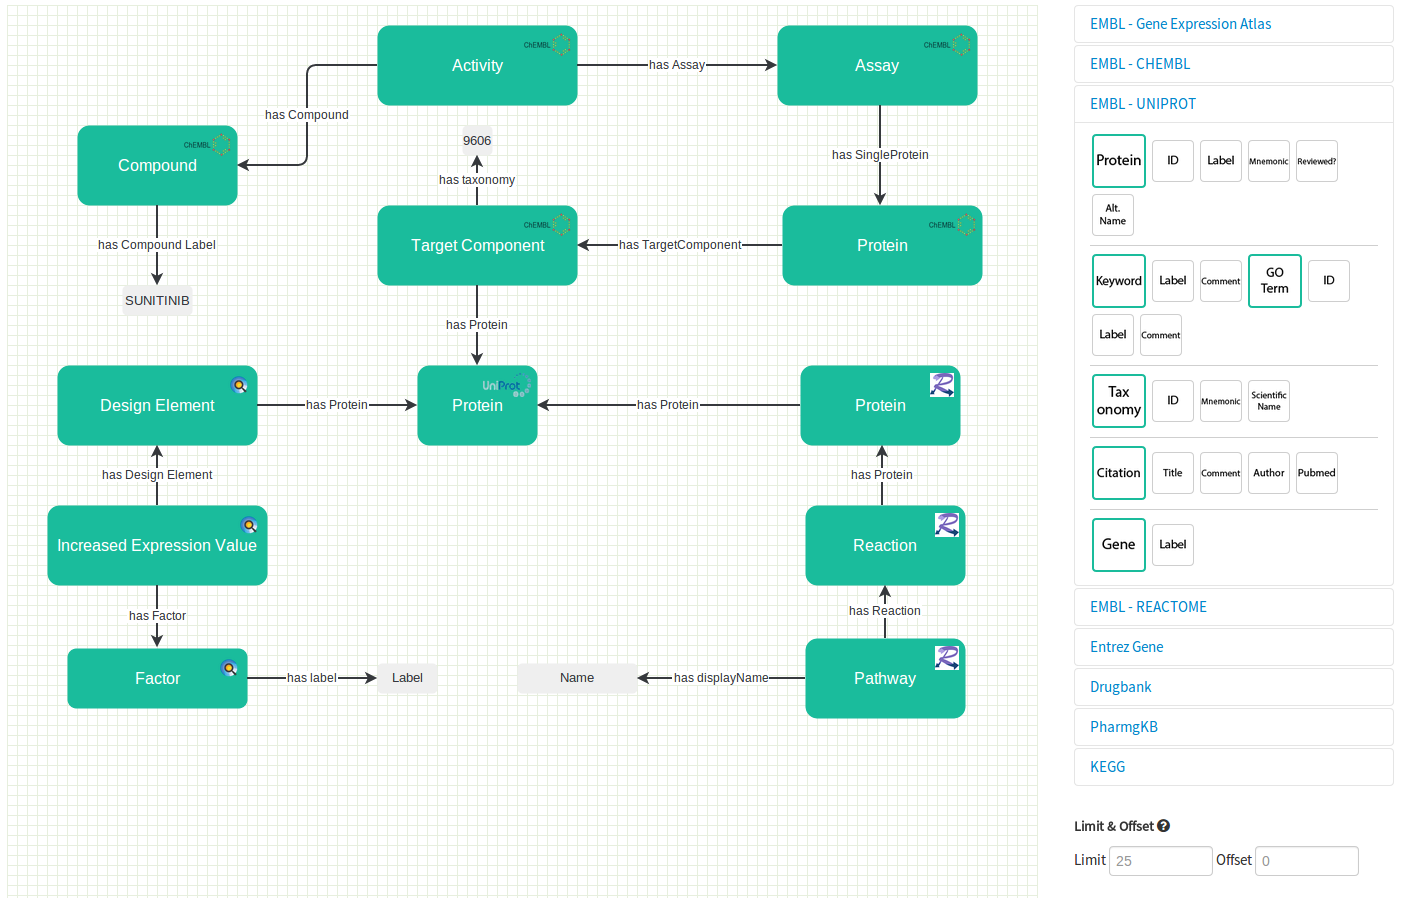 ChEMBL
Activity
has Assay
ChEMBL
Assay
has Compound
ChEMBL
Compound
9606
has taxonomy
has SingleProtein
has Compound Label
SUNITINIB
ChEMBL
Target Component
has TargetComponent
ChEMBL
Protein
has Protein
Design Element
has Protein
UniProt
Protein
has Protein
R
Protein
has Design Element
has Protein
Increased Expression Value
R
Reaction
has Factor
has Reaction
Factor
has label
Label
Name
has displayName
R
Pathway
EMBL - Gene Expression Atlas
EMBL - CHEMBL
EMBL - UNIPROT
Protein
ID
Label
Mnemonic
Reviewed?
Alt.
Name
Keyword
Label
Comment
GO
Term
ID
Label
Comment
Tax
onomy
ID
Mnemonic
Scientific
Name
Citation
Title
Comment
Author
Pubmed
Gene
Label
EMBL - REACTOME
Entrez Gene
Drugbank
PharmgKB
KEGG
Limit & Offset ?
Limit 25 Offset 0